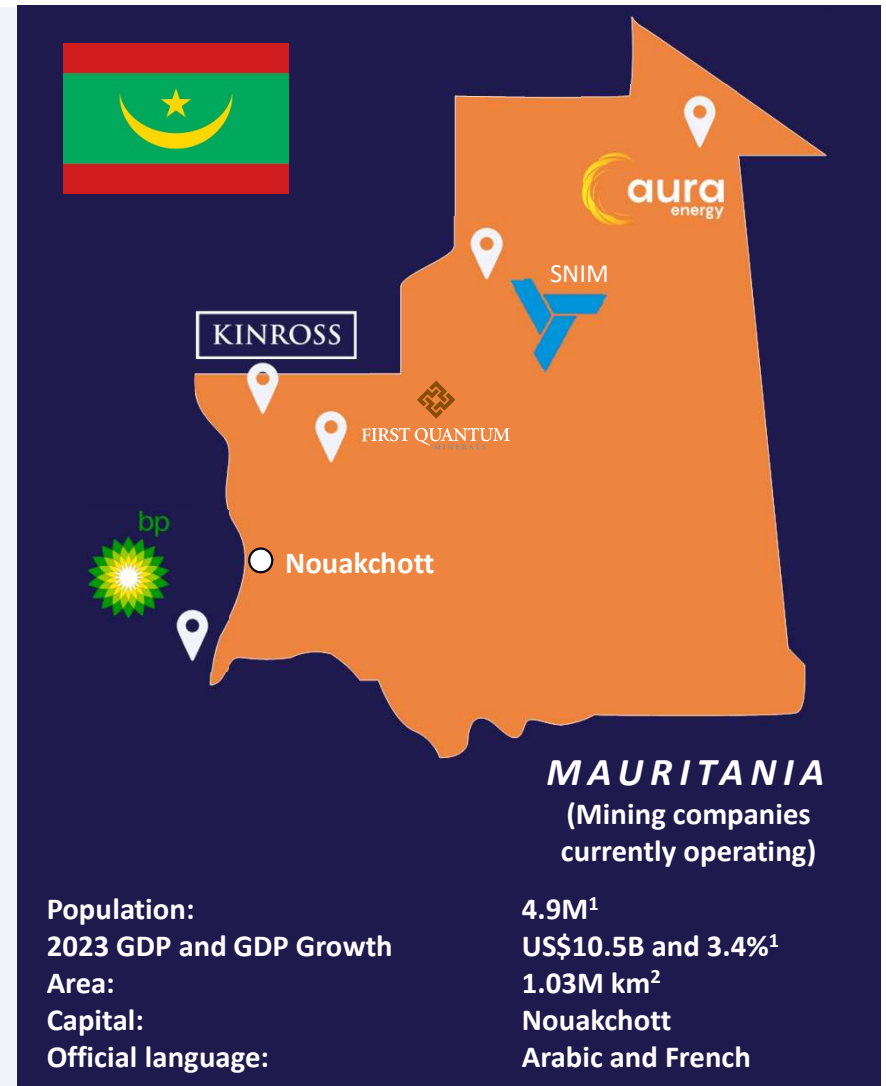 aura
energy
SNIM
KINROSS
FIRST QUANTUM
MINERALS
bp
Nouakchott
MAURITANIA
(Mining companies
currently operating)
Population: 4.9M¹
2023 GDP and GDP Growth US$10.5B and 3.4%¹
Area: 1.03M km²
Capital: Nouakchott
Official language: Arabic and French